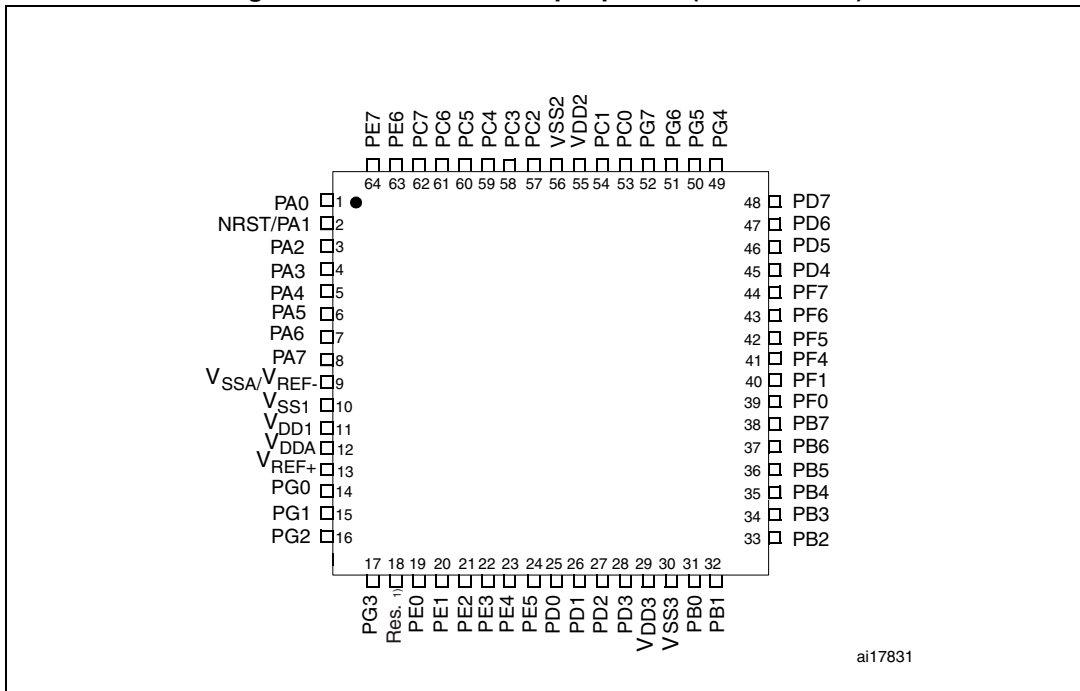 PE7 PE6 PC7 PC6 PC5 PC4 PC3 PC2 VSS2 VDD2 PC1 PC0 PG7 PG6 PG5 PG4
64 63 62 61 60 59 58 57 56 55 54 53 52 51 50 49
PA0 1
NRST/PA1 2
PA2 3
PA3 4
PA4 5
PA5 6
PA6 7
PA7 8
VSSA/VREF- 9
VSS1 10
VDD1 11
VDDA 12
VREF+ 13
PG0 14
PG1 15
PG2 16
48 PD7
47 PD6
46 PD5
45 PD4
44 PF7
43 PF6
42 PF5
41 PF4
40 PF1
39 PF0
38 PB7
37 PB6
36 PB5
35 PB4
34 PB3
33 PB2
17 18 19 20 21 22 23 24 25 26 27 28 29 30 31 32
PG3 Res. 1) PE0 PE1 PE2 PE3 PE4 PE5 PD0 PD1 PD2 PD3 VDD3 VSS3 PB0 PB1
ai17831